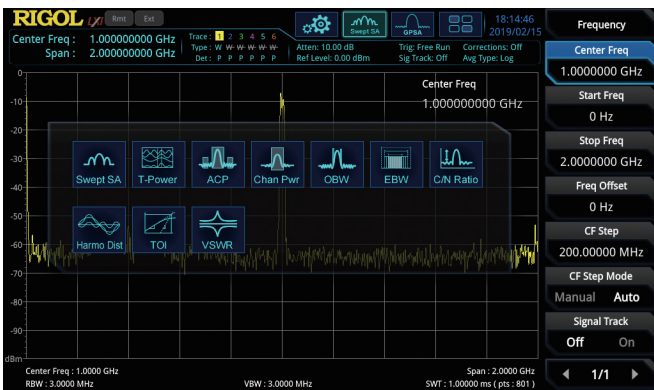 RIGOL LXI Rmt Ext
Swept SA
GPSA
18:14:46
2019/02/15
Center Freq : 1.000000000 GHz
Span : 2.000000000 GHz
Trace : 1 2 3 4 5 6
Type : W W W W W W
Det : P P P P P P
Atten: 10.00 dB
Ref Level: 0.00 dBm
Trig: Free Run
Sig Track: Off
Corrections: Off
Avg Type: Log
Center Freq
1.000000000 GHz
0
-10
-20
-30
-40
-50
-60
-70
-80
-90
dBm
Swept SA
T-Power
ACP
Chan Pwr
OBW
EBW
C/N Ratio
Harmo Dist
TOI
VSWR
Center Freq : 1.0000 GHz
RBW : 3.0000 MHz
VBW : 3.0000 MHz
Span : 2.0000 GHz
SWT : 1.00000 ms ( pts : 801 )
Frequency
Center Freq
1.0000000 GHz
Start Freq
0 Hz
Stop Freq
2.0000000 GHz
Freq Offset
0 Hz
CF Step
200.00000 MHz
CF Step Mode
Manual Auto
Signal Track
Off On
1/1